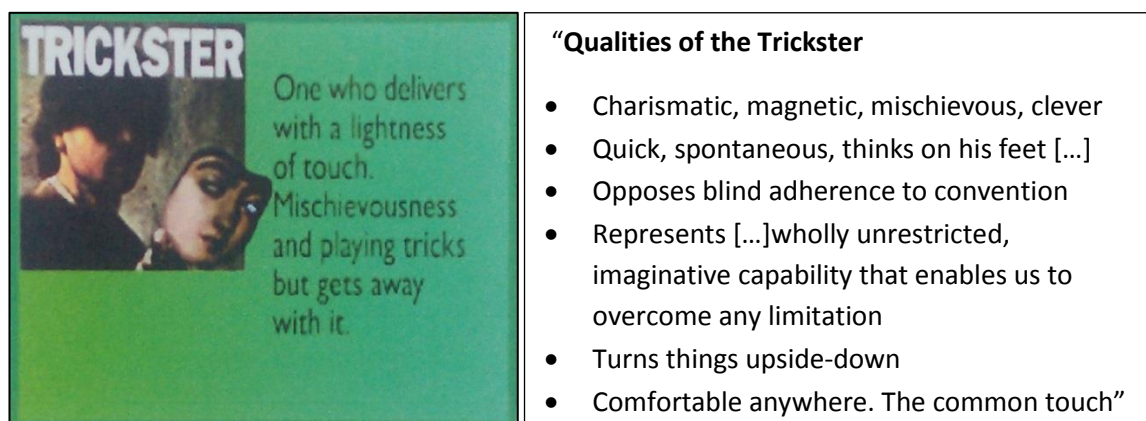 TRICKSTER
One who delivers
with a lightness
of touch.
Mischievousness
and playing tricks
but gets away
with it.
“Qualities of the Trickster
• Charismatic, magnetic, mischievous, clever
• Quick, spontaneous, thinks on his feet […]
• Opposes blind adherence to convention
• Represents […]wholly unrestricted,
imaginative capability that enables us to
overcome any limitation
• Turns things upside-down
• Comfortable anywhere. The common touch”